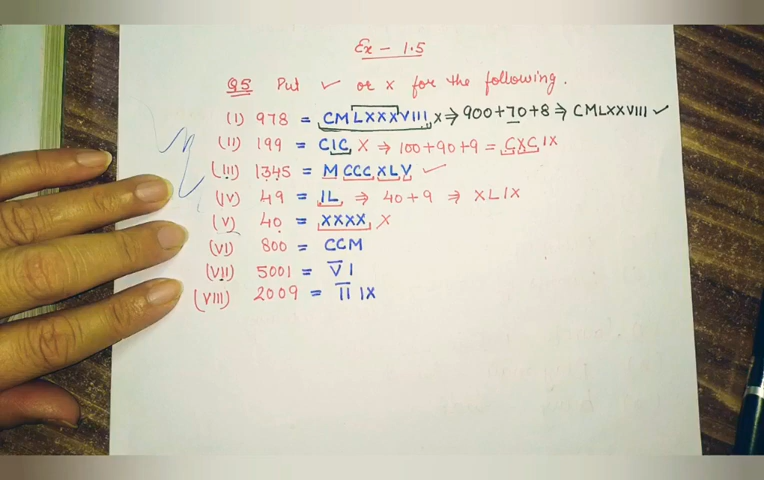 Ex - 1.5
Q5 Put ✓ or x for the following.
(I) 978 = CMLXXXVIII x ⇒ 900+70+8 ⇒ CMLXXVIII ✓
(II) 199 = CIC x ⇒ 100+90+9 = CXCIX
(III) 1345 = MCCCXLV ✓
(IV) 49 = IL ⇒ 40+9 ⇒ XLIX
(V) 40 = XXXX x
(VI) 800 = CCM
(VII) 5001 = V̅I
(VIII) 2009 = I̅I̅IX